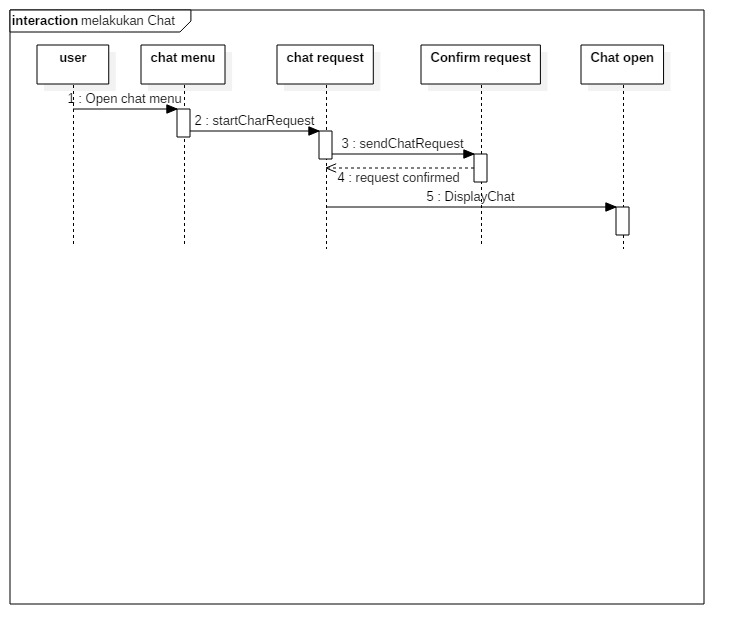 interaction melakukan Chat
user
chat menu
chat request
Confirm request
Chat open
1 : Open chat menu
2 : startCharRequest
3 : sendChatRequest
4 : request confirmed
5 : DisplayChat